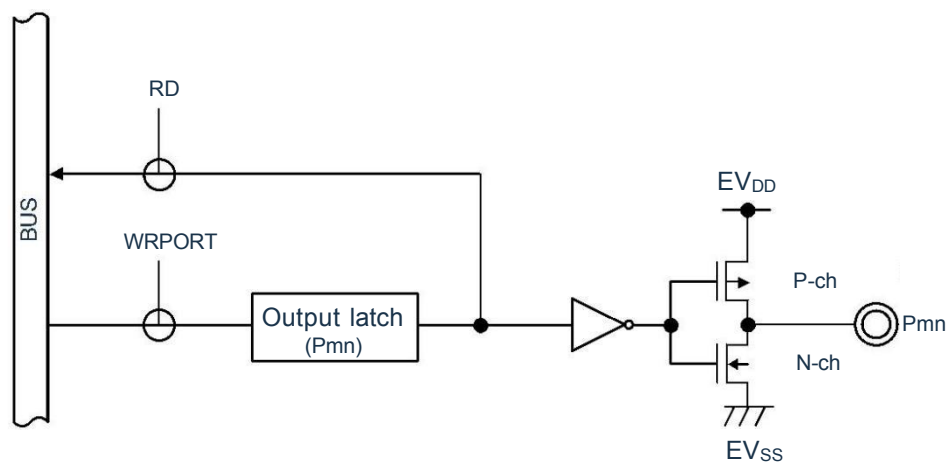 RD
EVDD
BUS
WRPORT
P-ch
Output latch
(Pmn)
Pmn
N-ch
EVSS